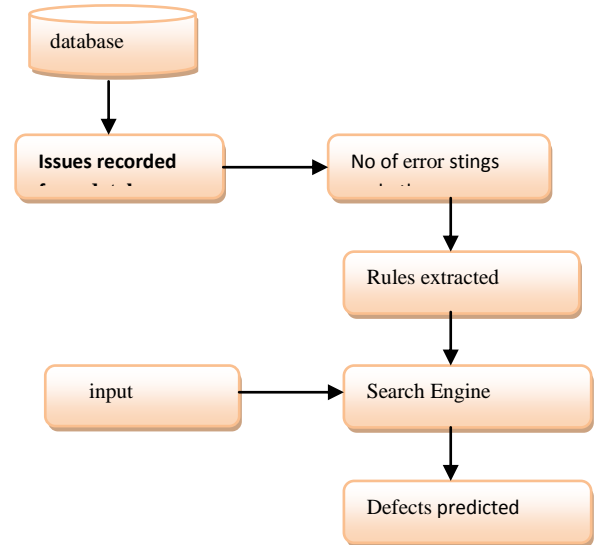 database
Issues recorded
No of error stings
Rules extracted
input
Search Engine
Defects predicted